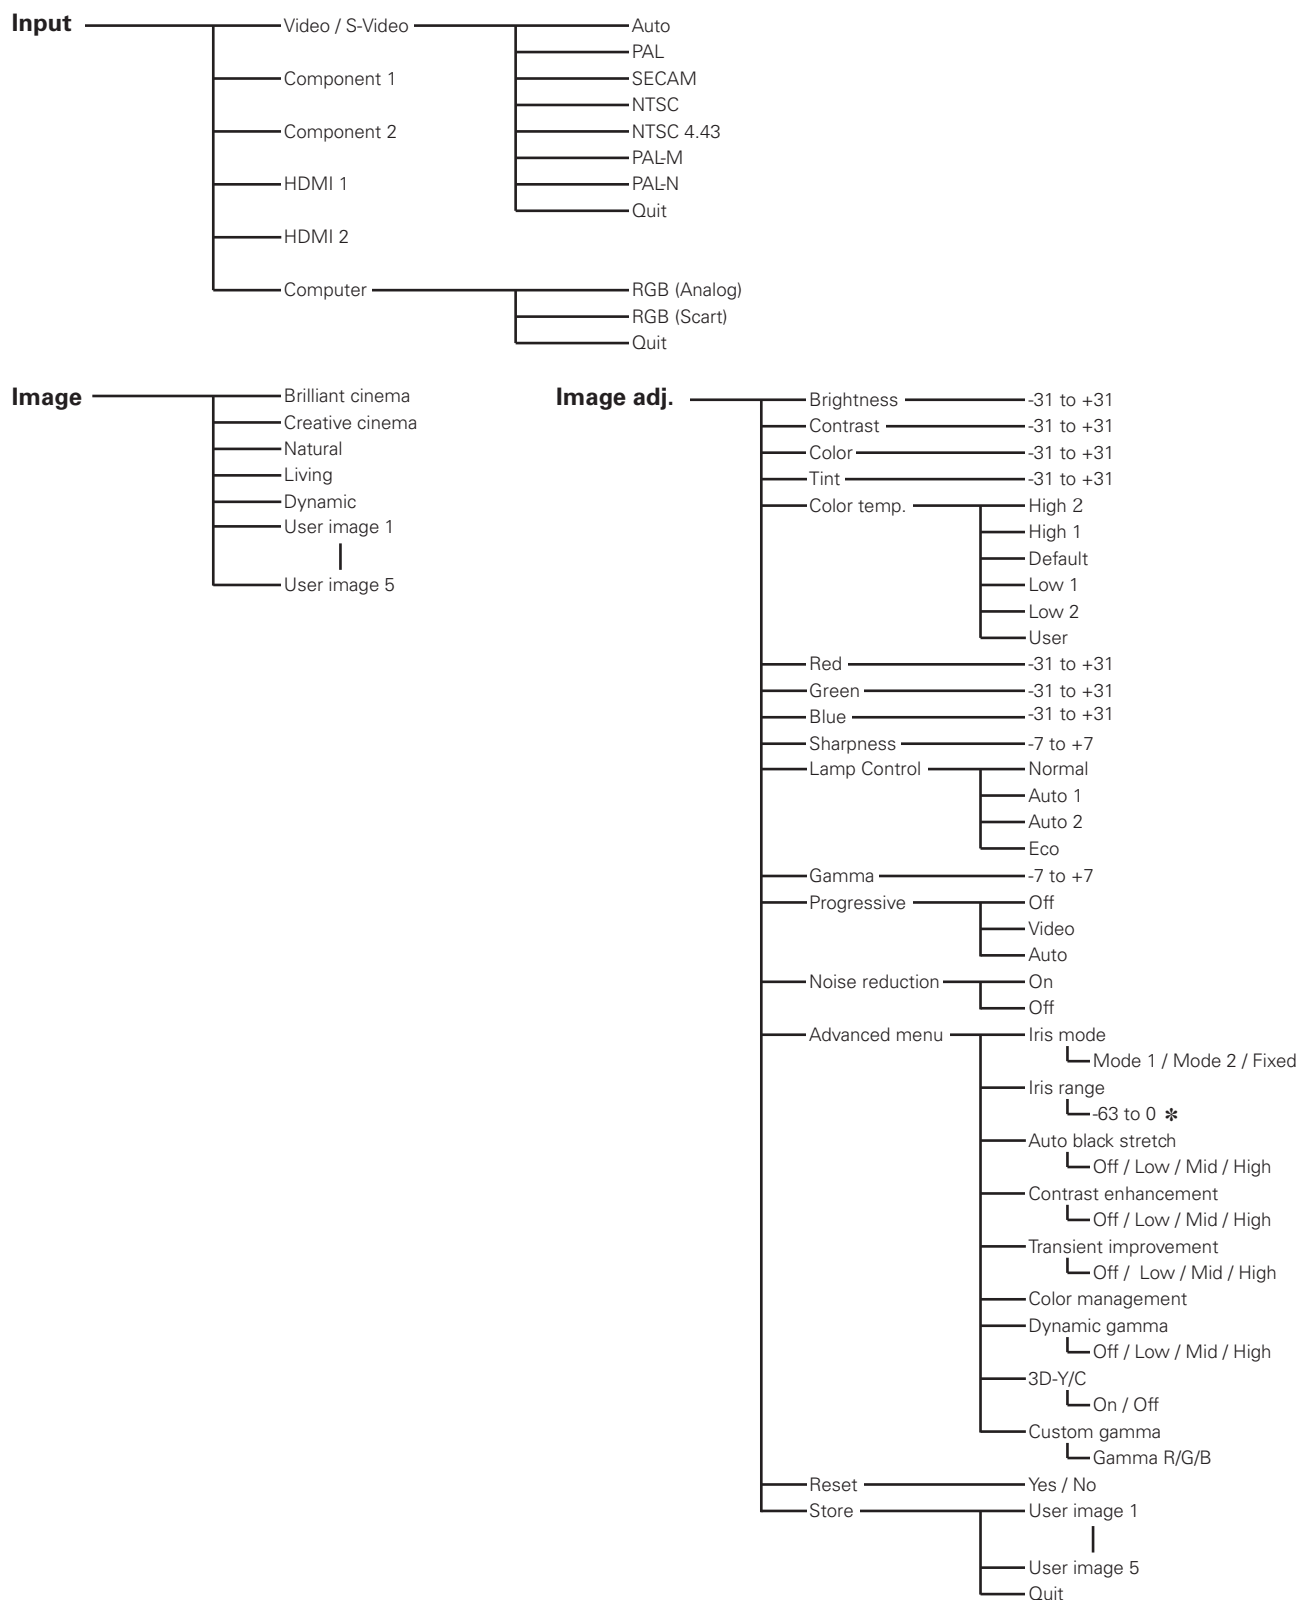 Input
Video / S-Video
Auto
PAL
Component 1
SECAM
NTSC
Component 2
NTSC 4.43
PAL-M
HDMI 1
PAL-N
Quit
HDMI 2
Computer
RGB (Analog)
RGB (Scart)
Quit
Image
Brilliant cinema
Creative cinema
Natural
Living
Dynamic
User image 1
User image 5
Image adj.
Brightness -31 to +31
Contrast -31 to +31
Color -31 to +31
Tint -31 to +31
Color temp. High 2
High 1
Default
Low 1
Low 2
User
Red -31 to +31
Green -31 to +31
Blue -31 to +31
Sharpness -7 to +7
Lamp Control Normal
Auto 1
Auto 2
Eco
Gamma -7 to +7
Progressive Off
Video
Auto
Noise reduction On
Off
Advanced menu Iris mode
Mode 1 / Mode 2 / Fixed
Iris range
-63 to 0 ✻
Auto black stretch
Off / Low / Mid / High
Contrast enhancement
Off / Low / Mid / High
Transient improvement
Off / Low / Mid / High
Color management
Dynamic gamma
Off / Low / Mid / High
3D-Y/C
On / Off
Custom gamma
Gamma R/G/B
Reset Yes / No
Store User image 1
User image 5
Quit